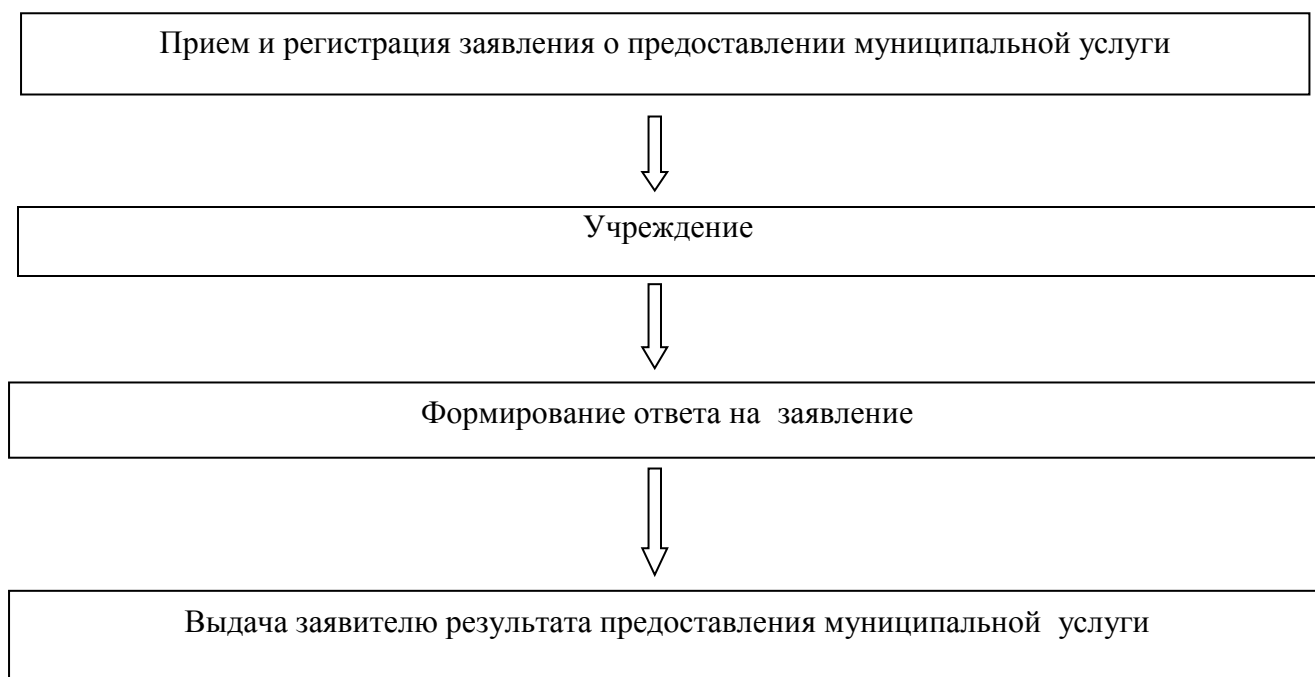 Прием и регистрация заявления о предоставлении муниципальной услуги
Учреждение
Формирование ответа на заявление
Выдача заявителю результата предоставления муниципальной услуги